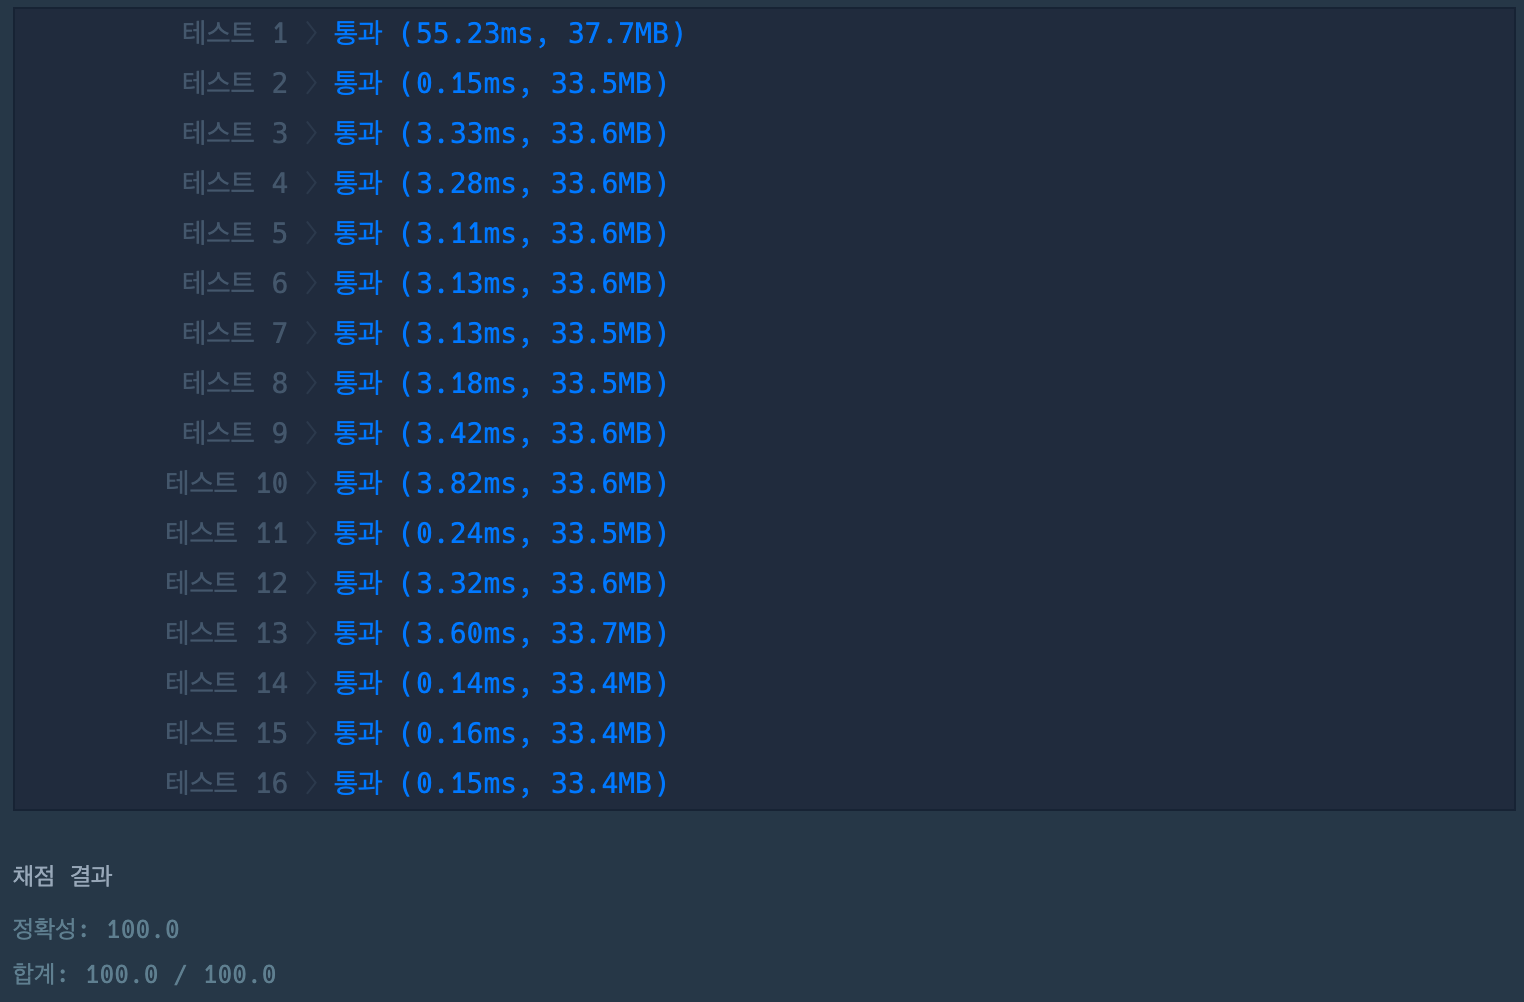 테스트 1 〉 통과 (55.23ms, 37.7MB)
테스트 2 〉 통과 (0.15ms, 33.5MB)
테스트 3 〉 통과 (3.33ms, 33.6MB)
테스트 4 〉 통과 (3.28ms, 33.6MB)
테스트 5 〉 통과 (3.11ms, 33.6MB)
테스트 6 〉 통과 (3.13ms, 33.6MB)
테스트 7 〉 통과 (3.13ms, 33.5MB)
테스트 8 〉 통과 (3.18ms, 33.5MB)
테스트 9 〉 통과 (3.42ms, 33.6MB)
테스트 10 〉 통과 (3.82ms, 33.6MB)
테스트 11 〉 통과 (0.24ms, 33.5MB)
테스트 12 〉 통과 (3.32ms, 33.6MB)
테스트 13 〉 통과 (3.60ms, 33.7MB)
테스트 14 〉 통과 (0.14ms, 33.4MB)
테스트 15 〉 통과 (0.16ms, 33.4MB)
테스트 16 〉 통과 (0.15ms, 33.4MB)
채점 결과
정확성: 100.0
합계: 100.0 / 100.0